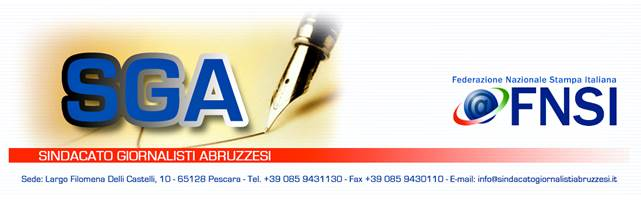 SGA
Federazione Nazionale Stampa Italiana
@FNSI
SINDACATO GIORNALISTI ABRUZZESI
Sede: Largo Filomena Delli Castelli, 10 - 65128 Pescara - Tel. +39 085 9431130 - Fax +39 085 9430110 - E-mail: info@sindacatogiornalistiabruzzesi.it